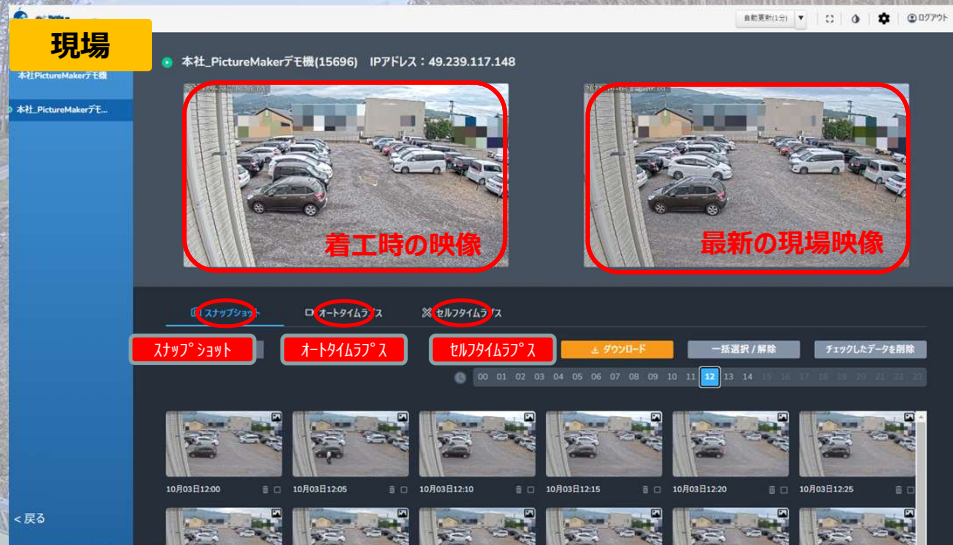 自動更新(1分)
ログアウト
現場
本社PictureMakerデモ機
本社_PictureMakerデモ...
本社_PictureMakerデモ機(15696) IPアドレス：49.239.117.148
着工時の映像
最新の現場映像
スナップショット
オートタイムラプス
セルフタイムラプス
スナップショット
オートタイムラプス
セルフタイムラプス
ダウンロード
一括選択 / 解除
チェックしたデータを削除
00 01 02 03 04 05 06 07 08 09 10 11 12 13 14 15 16 17 18 19 20 21 22 23
10月03日12:00
10月03日12:05
10月03日12:10
10月03日12:15
10月03日12:20
10月03日12:25
<戻る